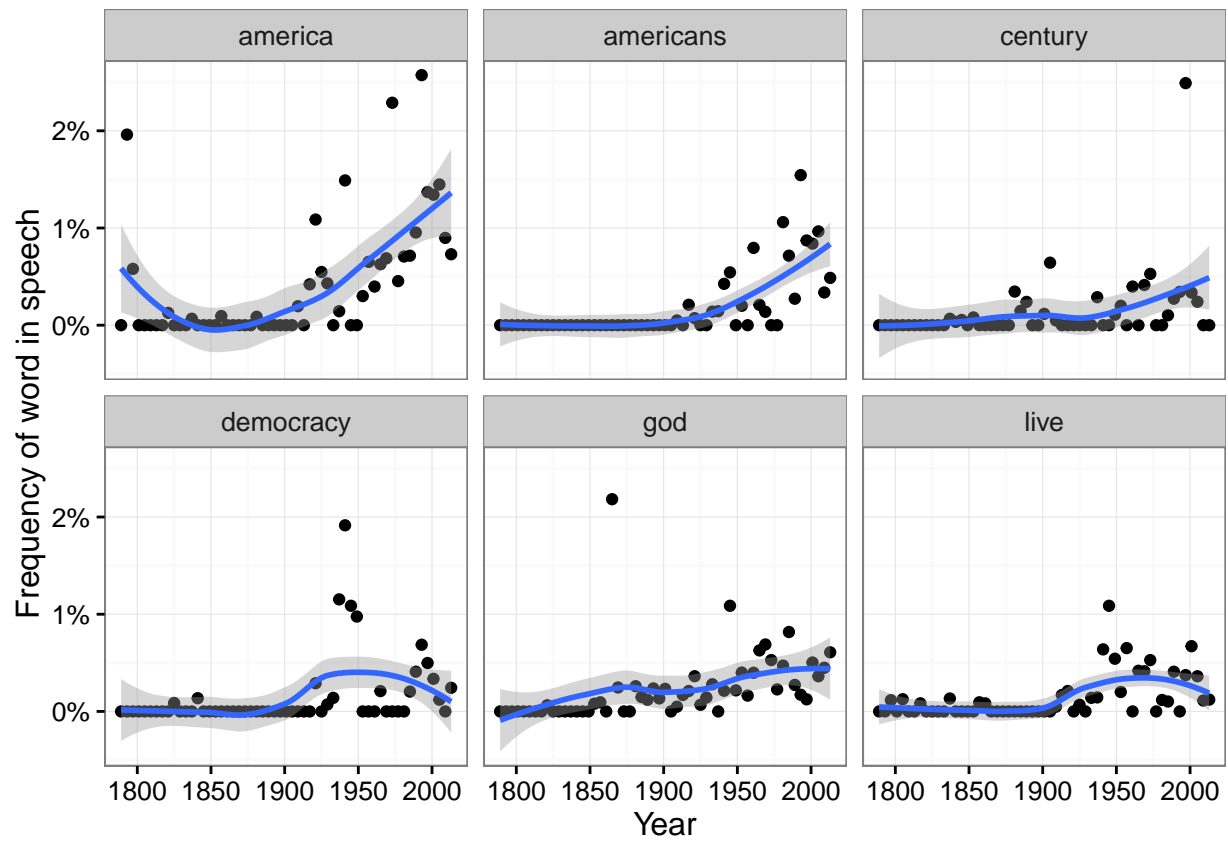 america americans century
2%
1%
0%
democracy god live
2%
1%
0%
1800 1850 1900 1950 2000 1800 1850 1900 1950 2000 1800 1850 1900 1950 2000
Year
Frequency of word in speech